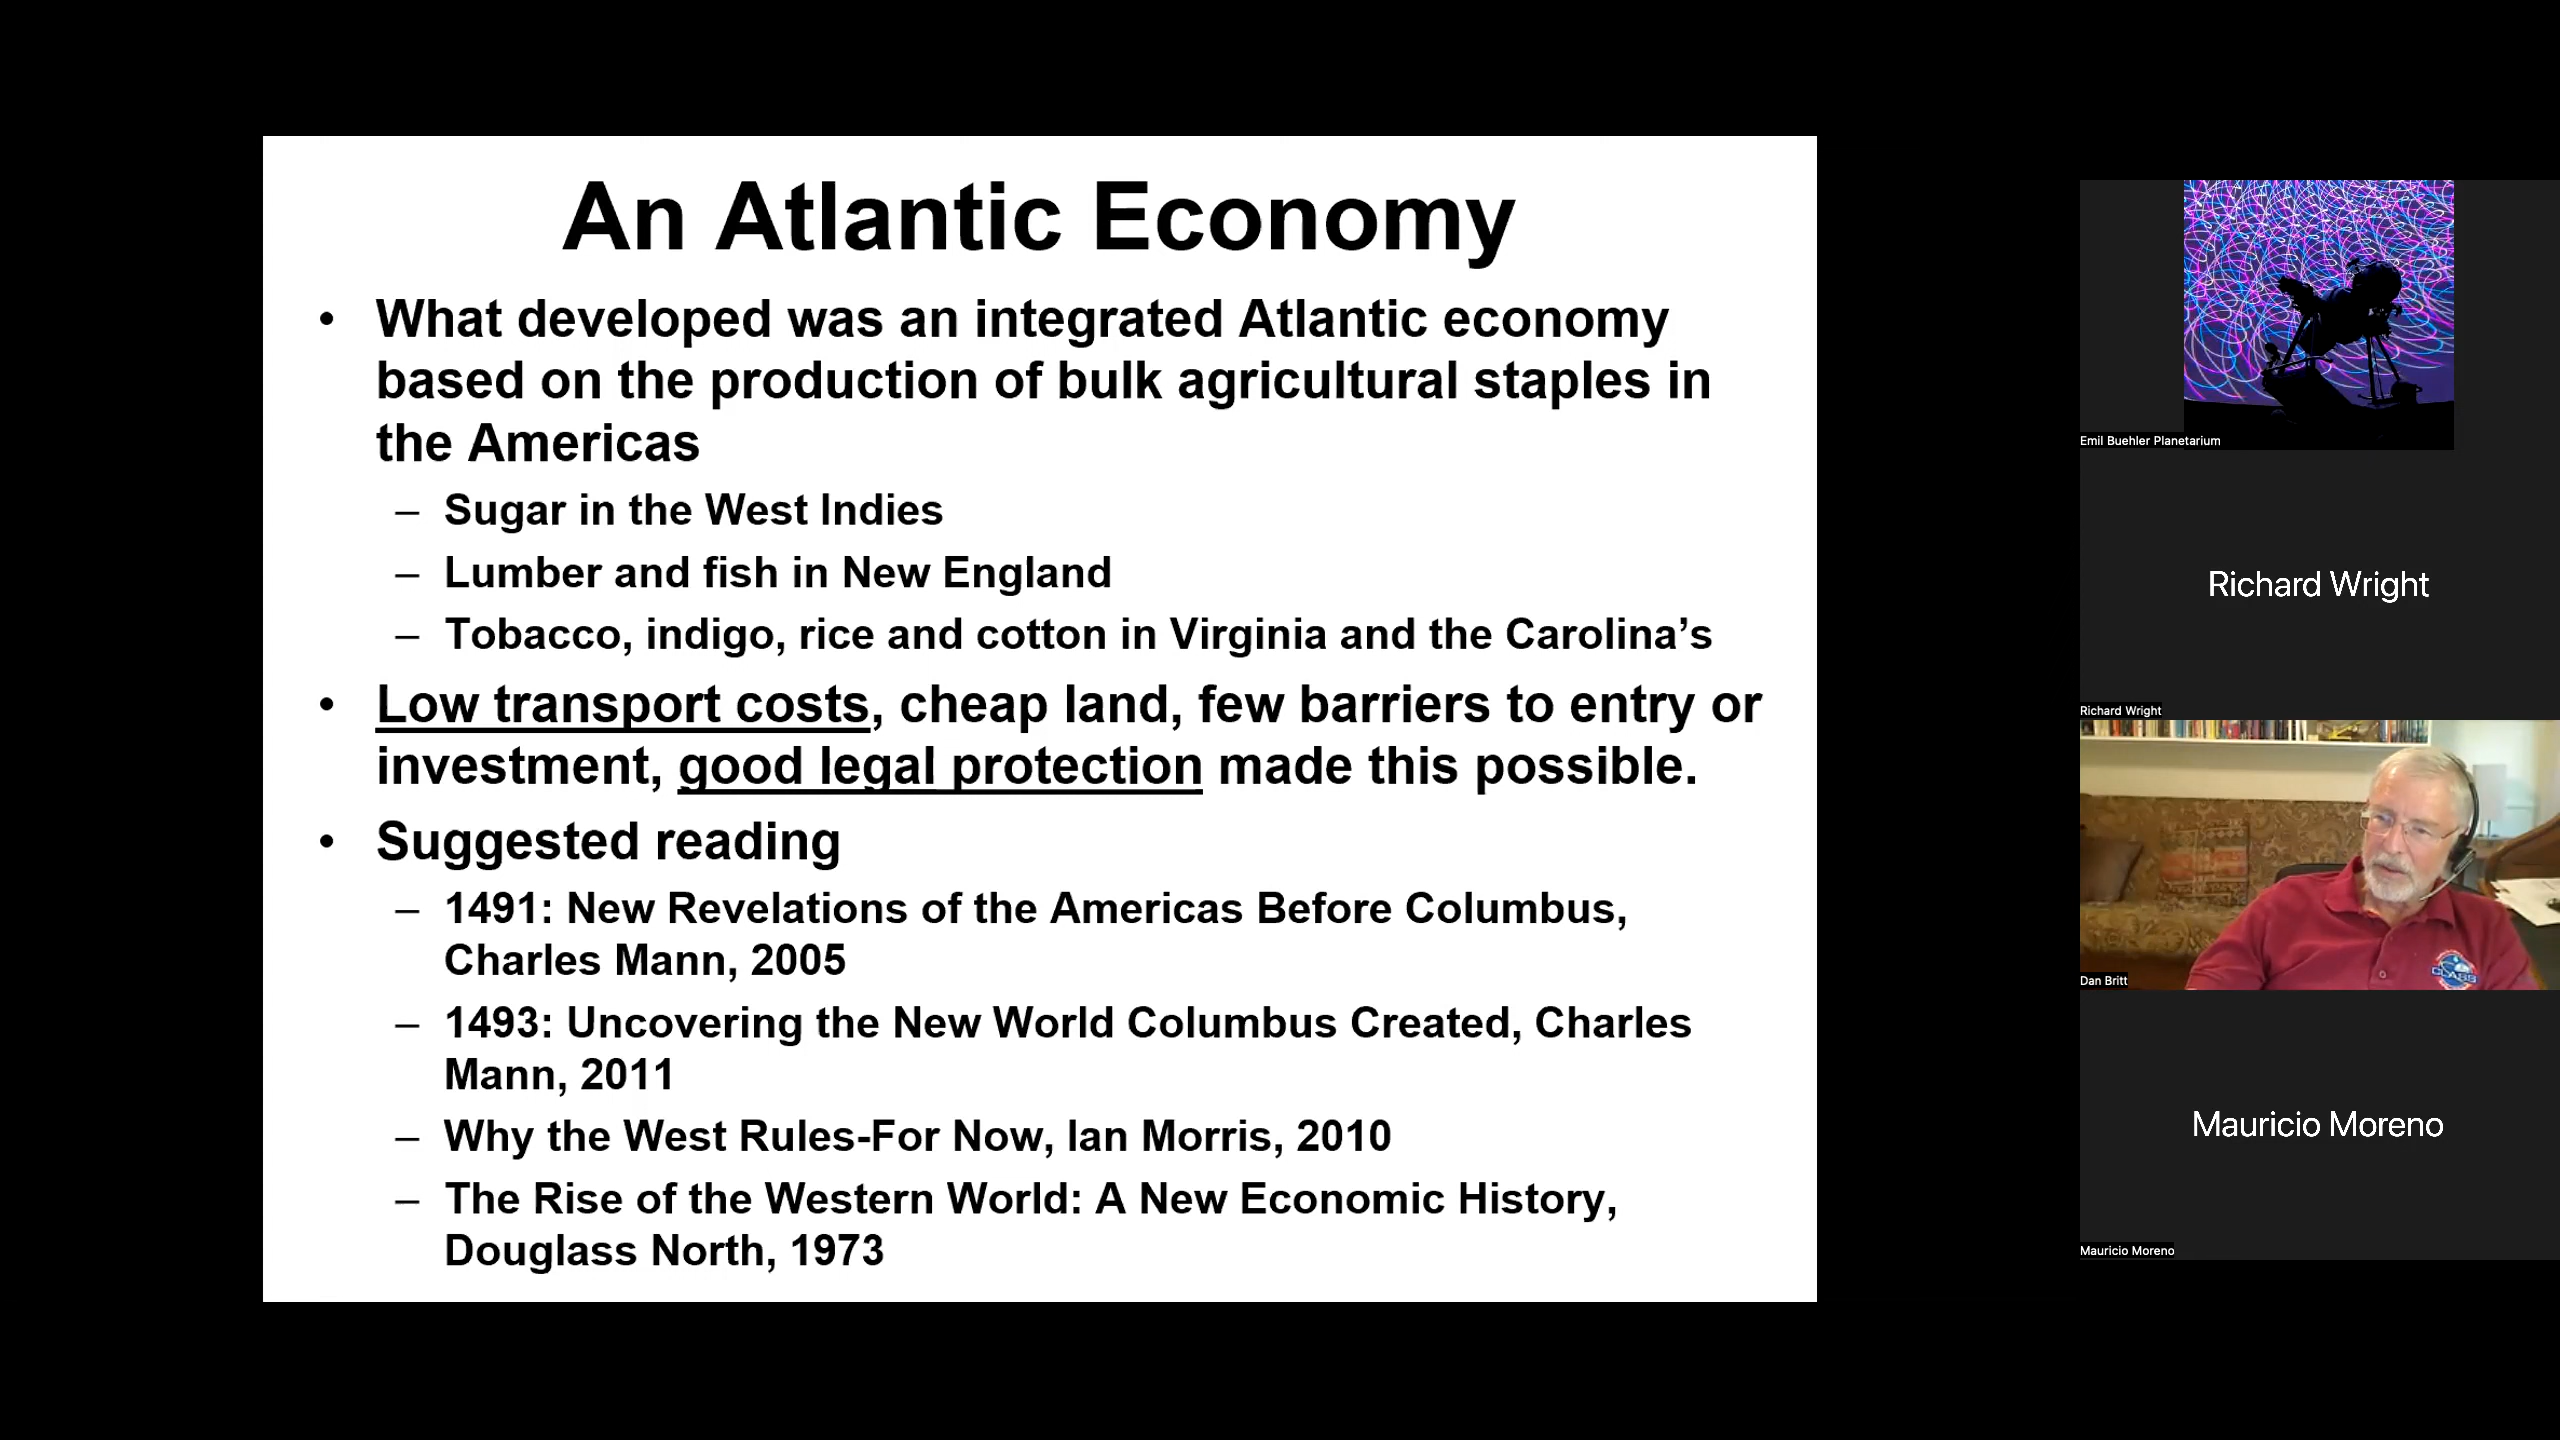 An Atlantic Economy
• What developed was an integrated Atlantic economy
based on the production of bulk agricultural staples in
the Americas
– Sugar in the West Indies
– Lumber and fish in New England
– Tobacco, indigo, rice and cotton in Virginia and the Carolina’s
• Low transport costs, cheap land, few barriers to entry or
investment, good legal protection made this possible.
• Suggested reading
– 1491: New Revelations of the Americas Before Columbus,
Charles Mann, 2005
– 1493: Uncovering the New World Columbus Created, Charles
Mann, 2011
– Why the West Rules-For Now, Ian Morris, 2010
– The Rise of the Western World: A New Economic History,
Douglass North, 1973
Emil Buehler Planetarium
Richard Wright
Richard Wright
CLASS
Dan Britt
Mauricio Moreno
Mauricio Moreno